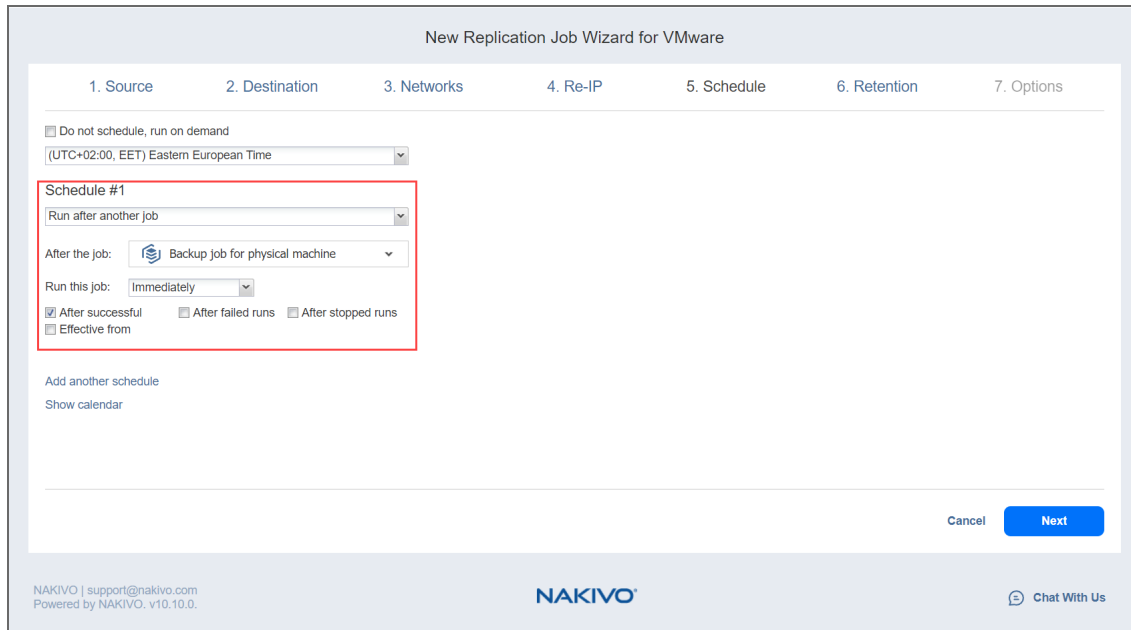 New Replication Job Wizard for VMware
1. Source 2. Destination 3. Networks 4. Re-IP 5. Schedule 6. Retention 7. Options
Do not schedule, run on demand
(UTC+02:00, EET) Eastern European Time
Schedule #1
Run after another job
After the job: Backup job for physical machine
Run this job: Immediately
After successful After failed runs After stopped runs
Effective from
Add another schedule
Show calendar
Cancel Next
NAKIVO | support@nakivo.com
Powered by NAKIVO. v10.10.0.
NAKIVO®
Chat With Us